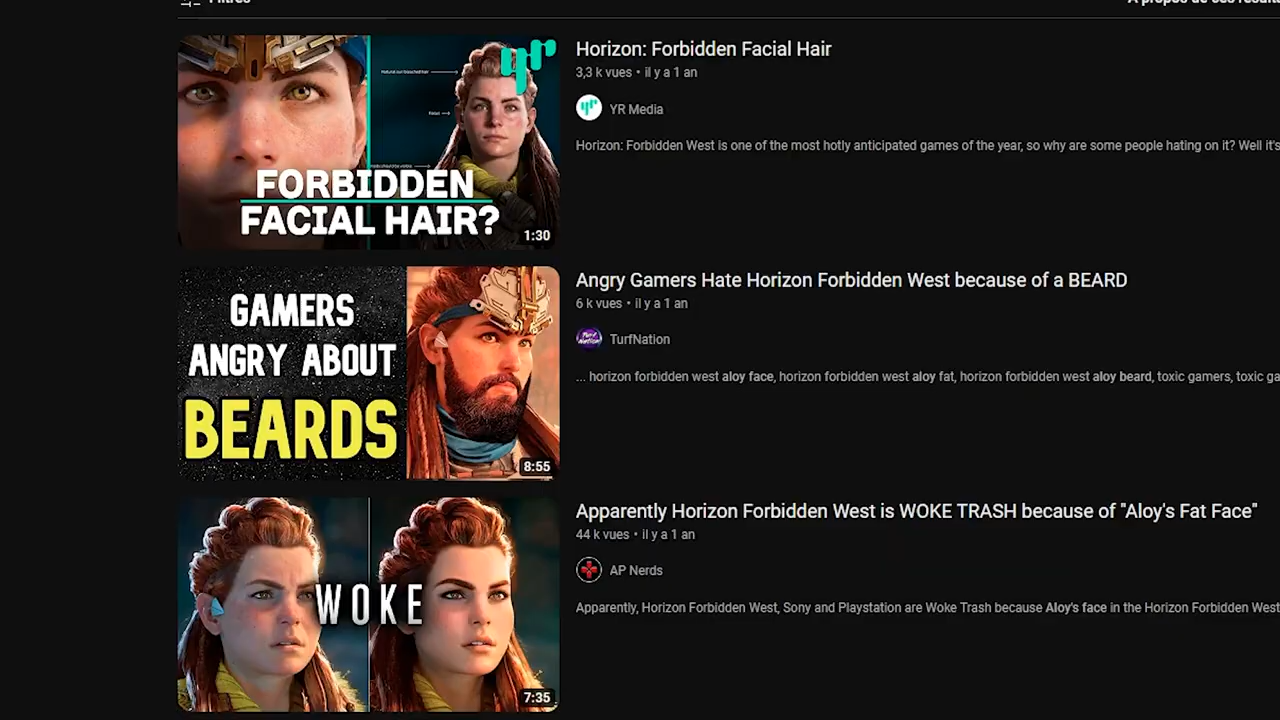 Filtres
À propos de ces résulta
FORBIDDEN
FACIAL HAIR?
1:30
Horizon: Forbidden Facial Hair
3,3 k vues • il y a 1 an
YR Media
Horizon: Forbidden West is one of the most hotly anticipated games of the year, so why are some people hating on it? Well it's
GAMERS
ANGRY ABOUT
BEARDS
8:55
Angry Gamers Hate Horizon Forbidden West because of a BEARD
6 k vues • il y a 1 an
TurfNation
... horizon forbidden west aloy face, horizon forbidden west aloy fat, horizon forbidden west aloy beard, toxic gamers, toxic ga
WOKE
7:35
Apparently Horizon Forbidden West is WOKE TRASH because of "Aloy's Fat Face"
44 k vues • il y a 1 an
AP Nerds
Apparently, Horizon Forbidden West, Sony and Playstation are Woke Trash because Aloy's face in the Horizon Forbidden West